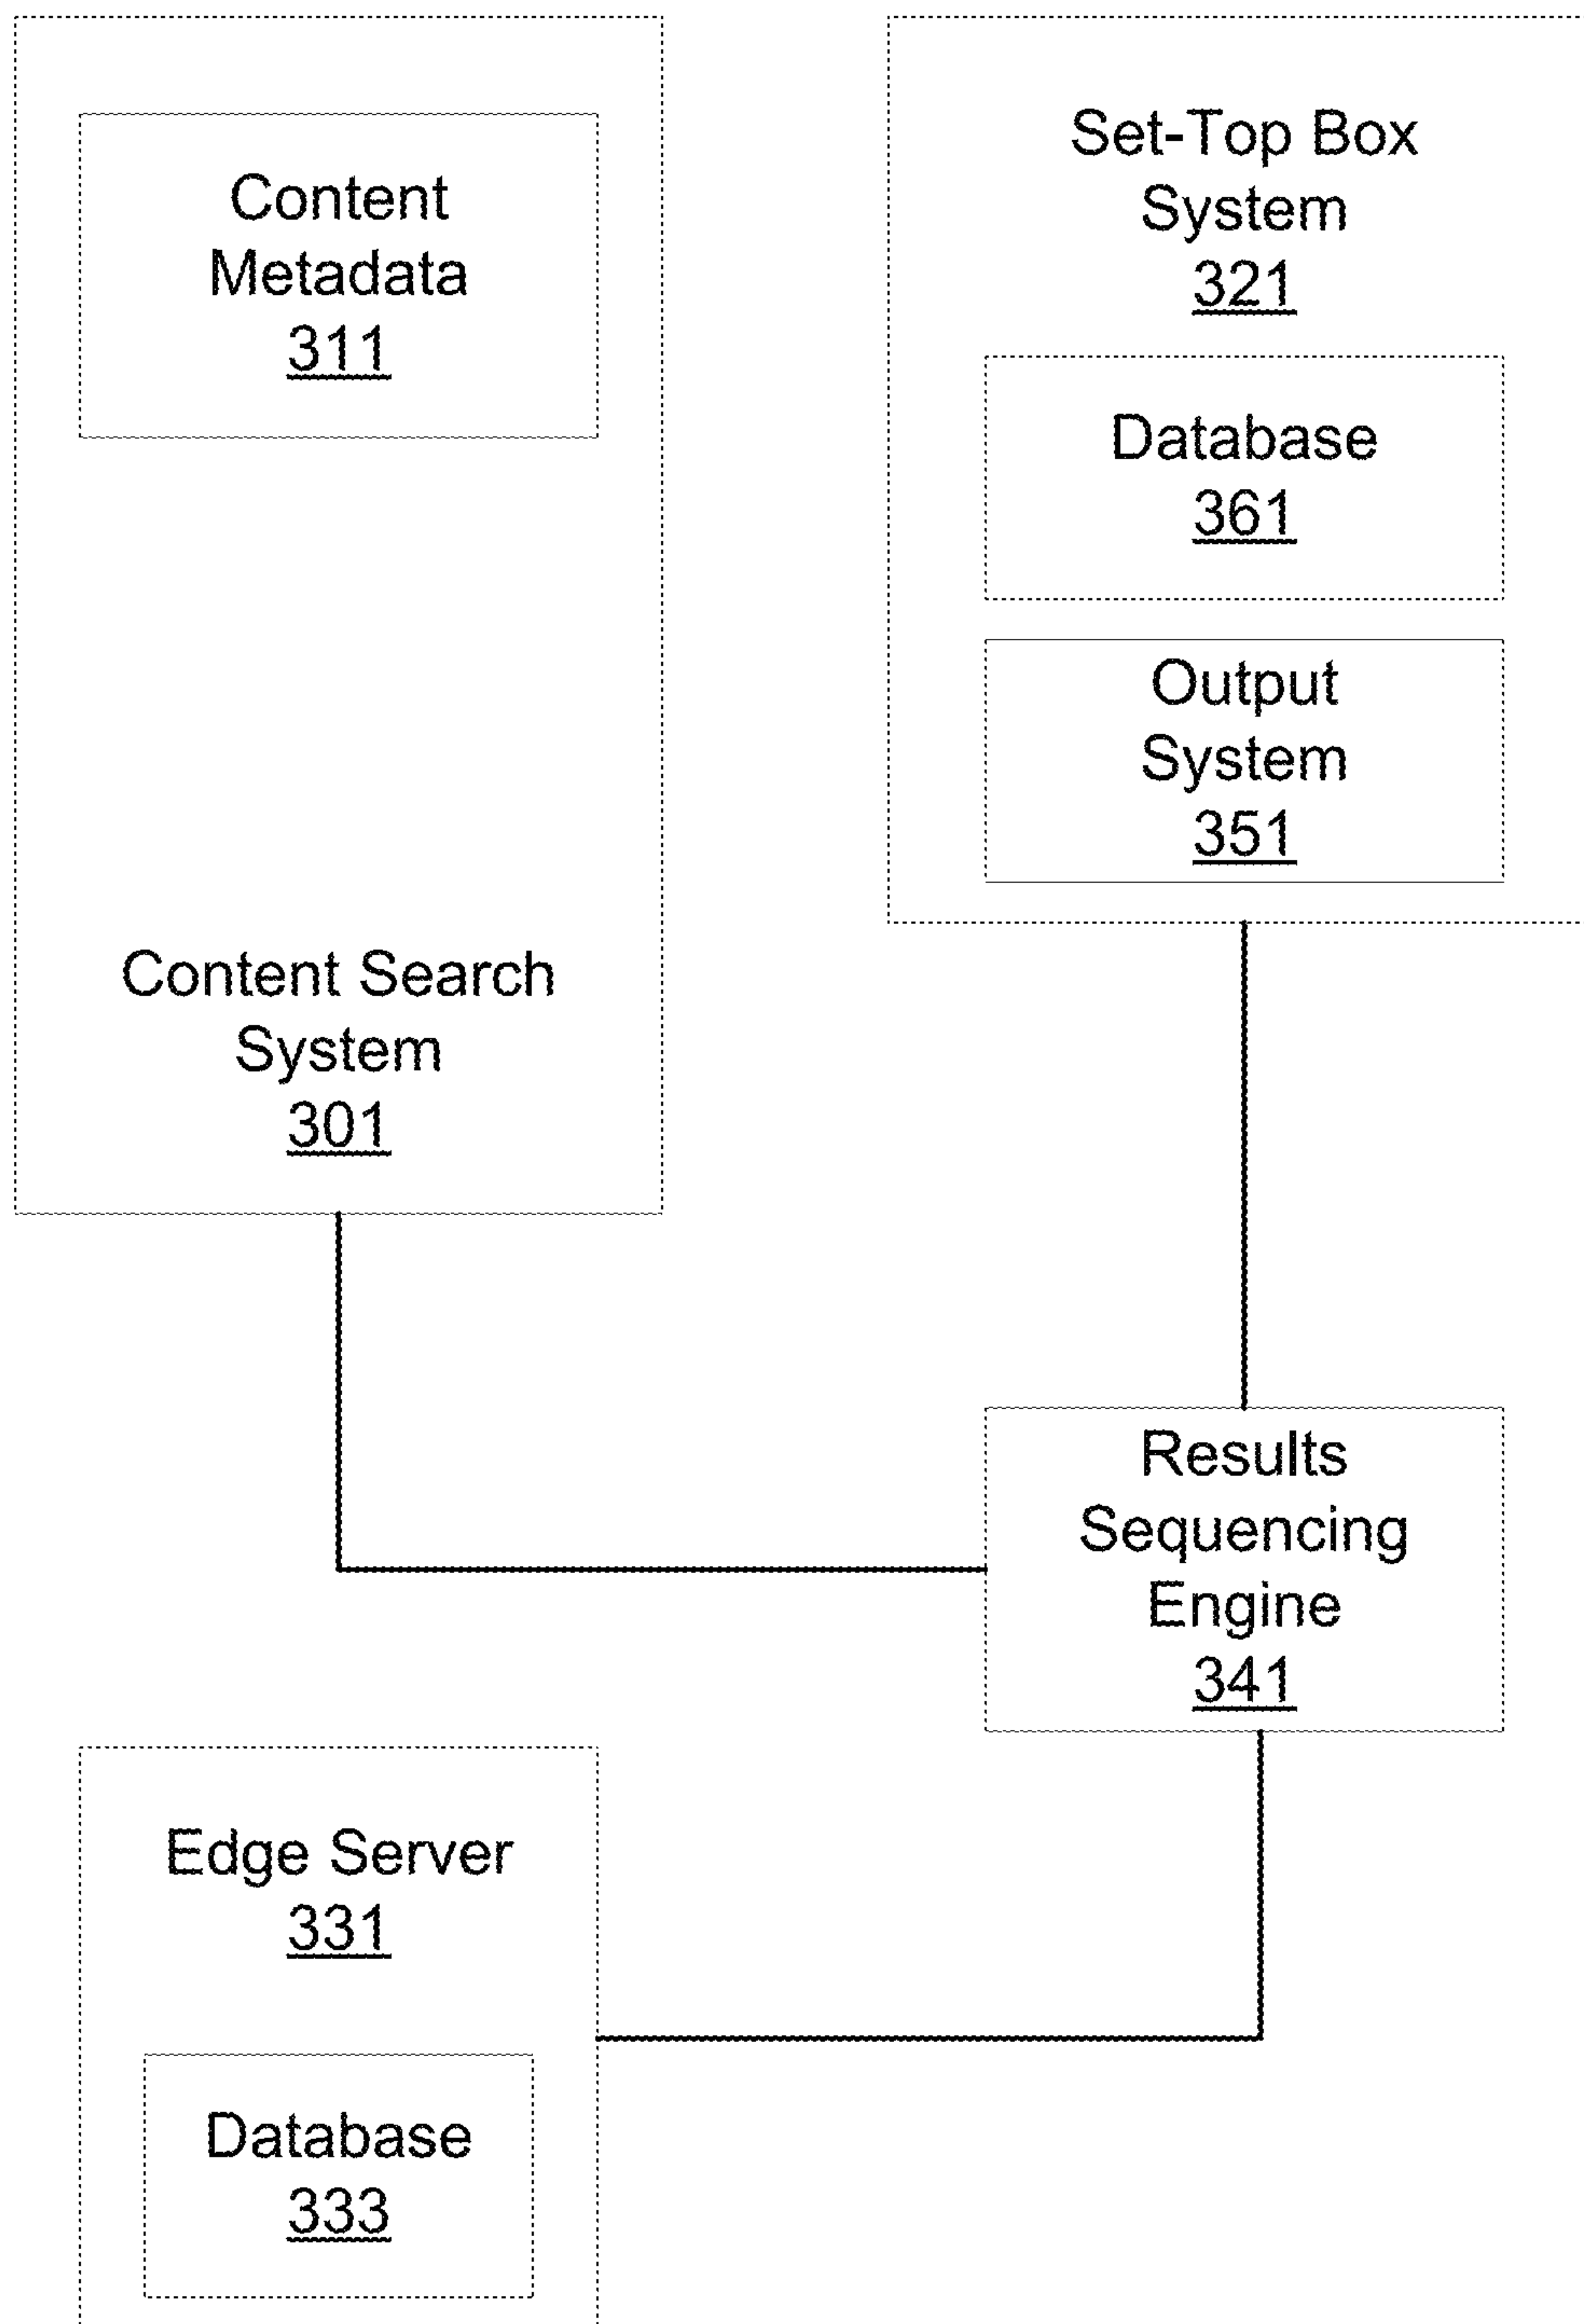 Content
Metadata
311
Content Search
System
301
Set-Top Box
System
321
Database
361
Output
System
351
Results
Sequencing
Engine
341
Edge Server
331
Database
333